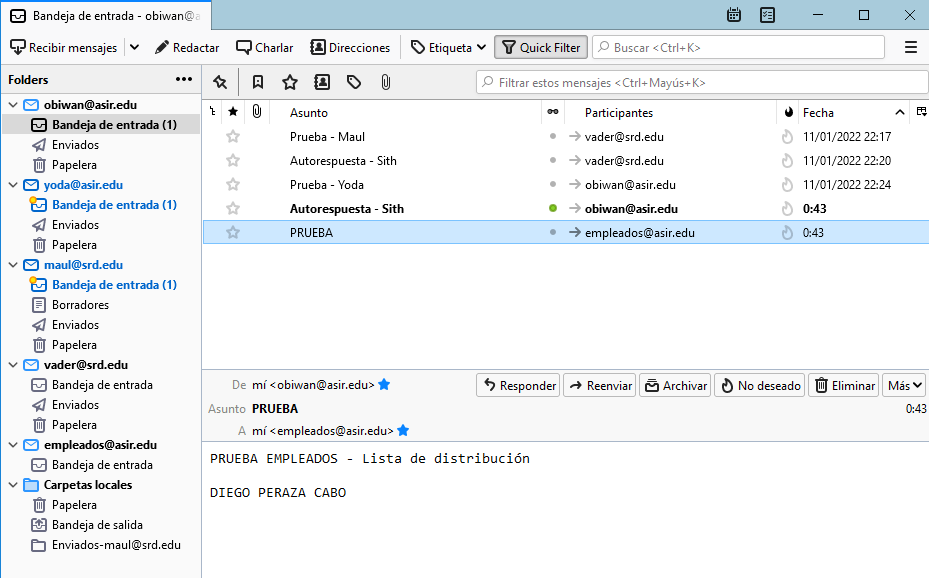 Bandeja de entrada - obiwan@a
Recibir mensajes
Redactar
Charlar
Direcciones
Etiqueta
Quick Filter
Buscar <Ctrl+K>
Folders
Filtrar estos mensajes <Ctrl+Mayús+K>
obiwan@asir.edu
Bandeja de entrada (1)
Enviados
Papelera
yoda@asir.edu
Bandeja de entrada (1)
Enviados
Papelera
maul@srd.edu
Bandeja de entrada (1)
Borradores
Enviados
Papelera
vader@srd.edu
Bandeja de entrada
Enviados
Papelera
empleados@asir.edu
Bandeja de entrada
Carpetas locales
Papelera
Bandeja de salida
Enviados-maul@srd.edu
Asunto Participantes Fecha
Prueba - Maul vader@srd.edu 11/01/2022 22:17
Autorespuesta - Sith vader@srd.edu 11/01/2022 22:20
Prueba - Yoda obiwan@asir.edu 11/01/2022 22:24
Autorespuesta - Sith obiwan@asir.edu 0:43
PRUEBA empleados@asir.edu 0:43
De mí <obiwan@asir.edu>
Responder
Reenviar
Archivar
No deseado
Eliminar
Más
Asunto PRUEBA 0:43
A mí <empleados@asir.edu>
PRUEBA EMPLEADOS - Lista de distribución
DIEGO PERAZA CABO